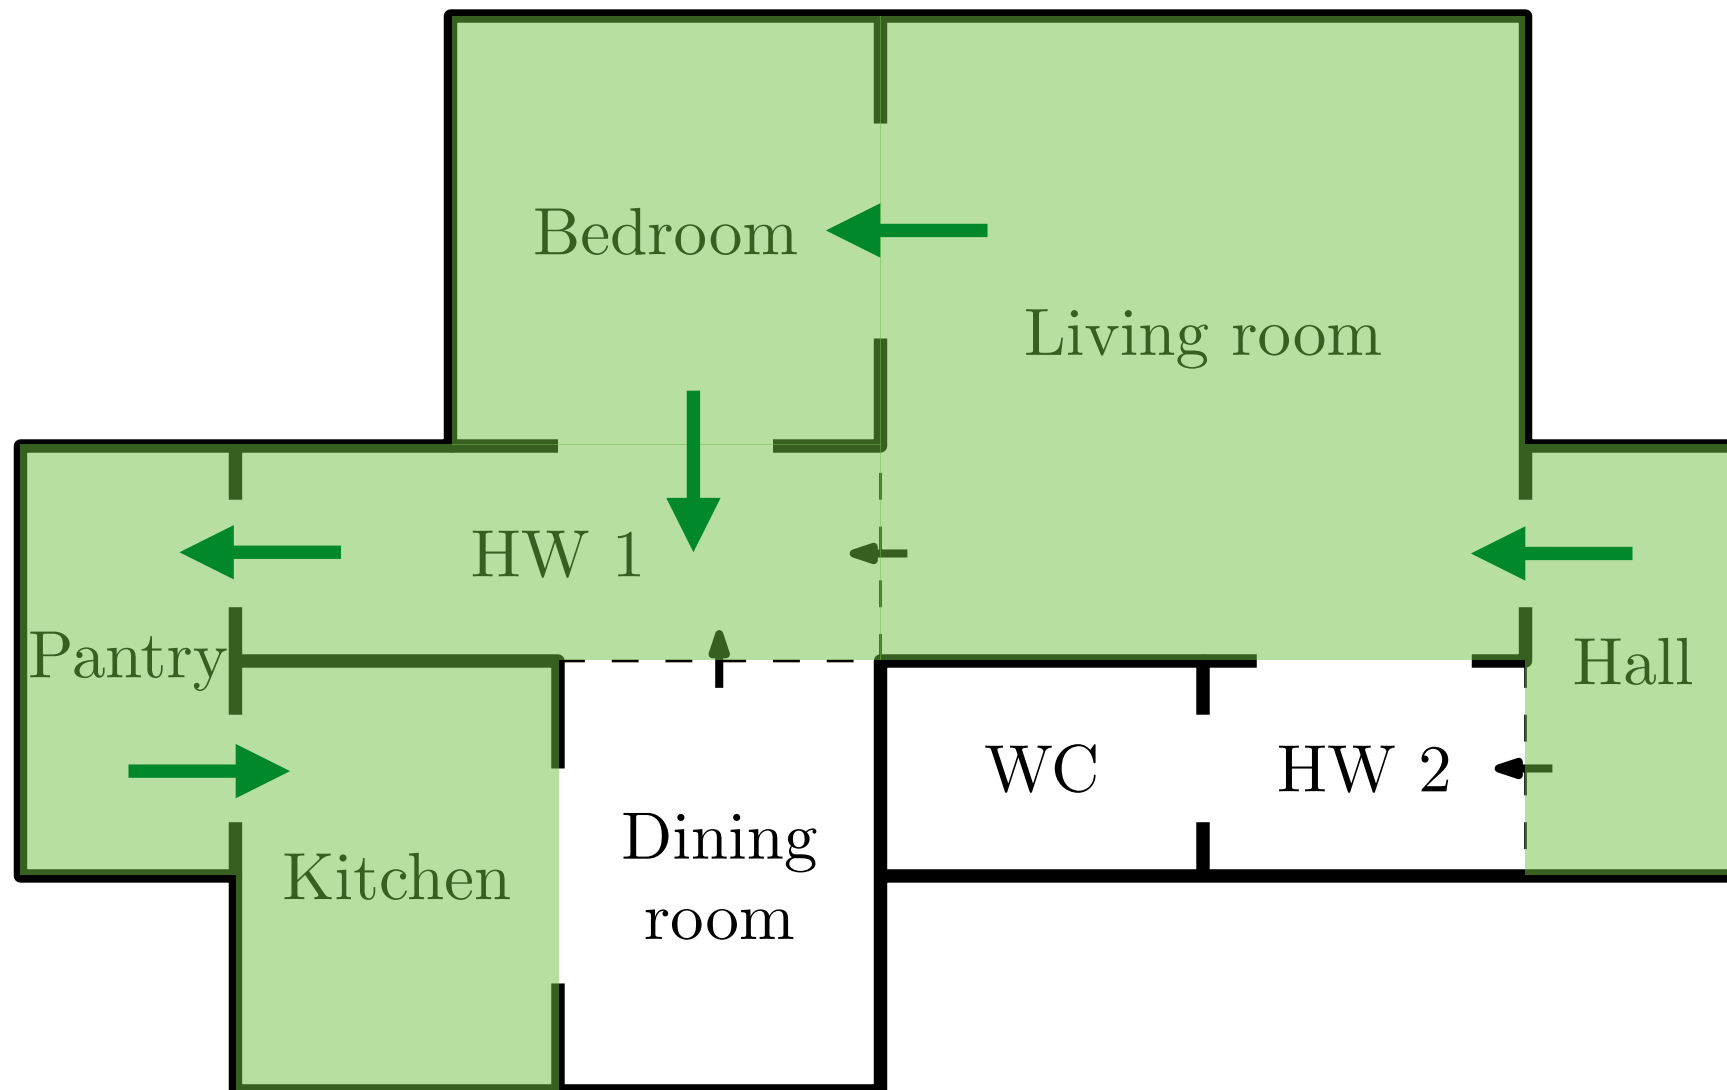 Bedroom
Living room
HW 1
Pantry
Hall
WC
HW 2
Dining
room
Kitchen